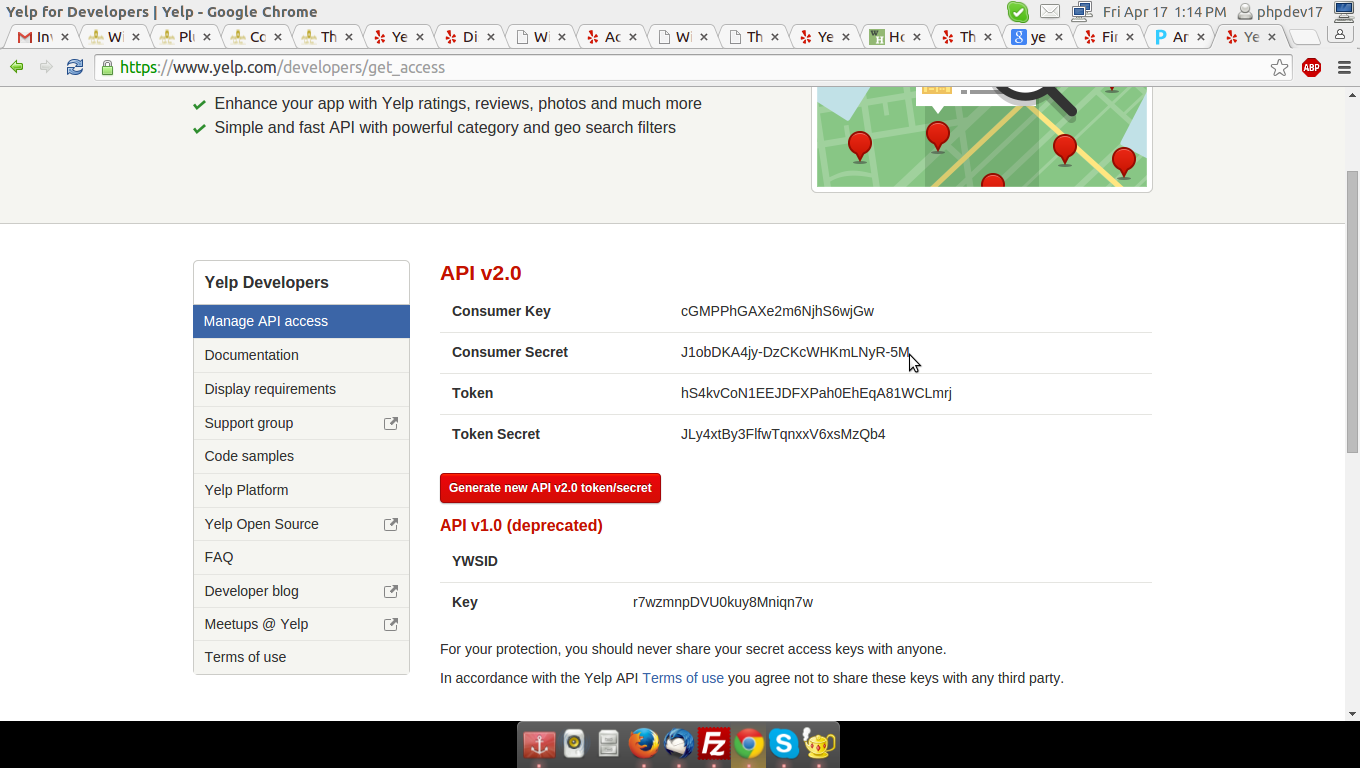 Yelp for Developers | Yelp - Google Chrome
Fri Apr 17 1:14 PM
phpdev17
Inv
Wi
Plu
Co
Th
Ye
Di
Wi
Ac
Wi
Th
Ye
Ho
Th
ye
Fir
Ar
Ye
https://www.yelp.com/developers/get_access
ABP
Enhance your app with Yelp ratings, reviews, photos and much more
Simple and fast API with powerful category and geo search filters
Yelp Developers
Manage API access
Documentation
Display requirements
Support group
Code samples
Yelp Platform
Yelp Open Source
FAQ
Developer blog
Meetups @ Yelp
Terms of use
API v2.0
Consumer Key cGMPPhGAXe2m6NjhS6wjGw
Consumer Secret J1obDKA4jy-DzCKcWHKmLNyR-5M
Token hS4kvCoN1EEJDFXPah0EhEqA81WCLmrj
Token Secret JLy4xtBy3FlfwTqnxxV6xsMzQb4
Generate new API v2.0 token/secret
API v1.0 (deprecated)
YWSID
Key r7wzmnpDVU0kuy8Mniqn7w
For your protection, you should never share your secret access keys with anyone.
In accordance with the Yelp API Terms of use you agree not to share these keys with any third party.